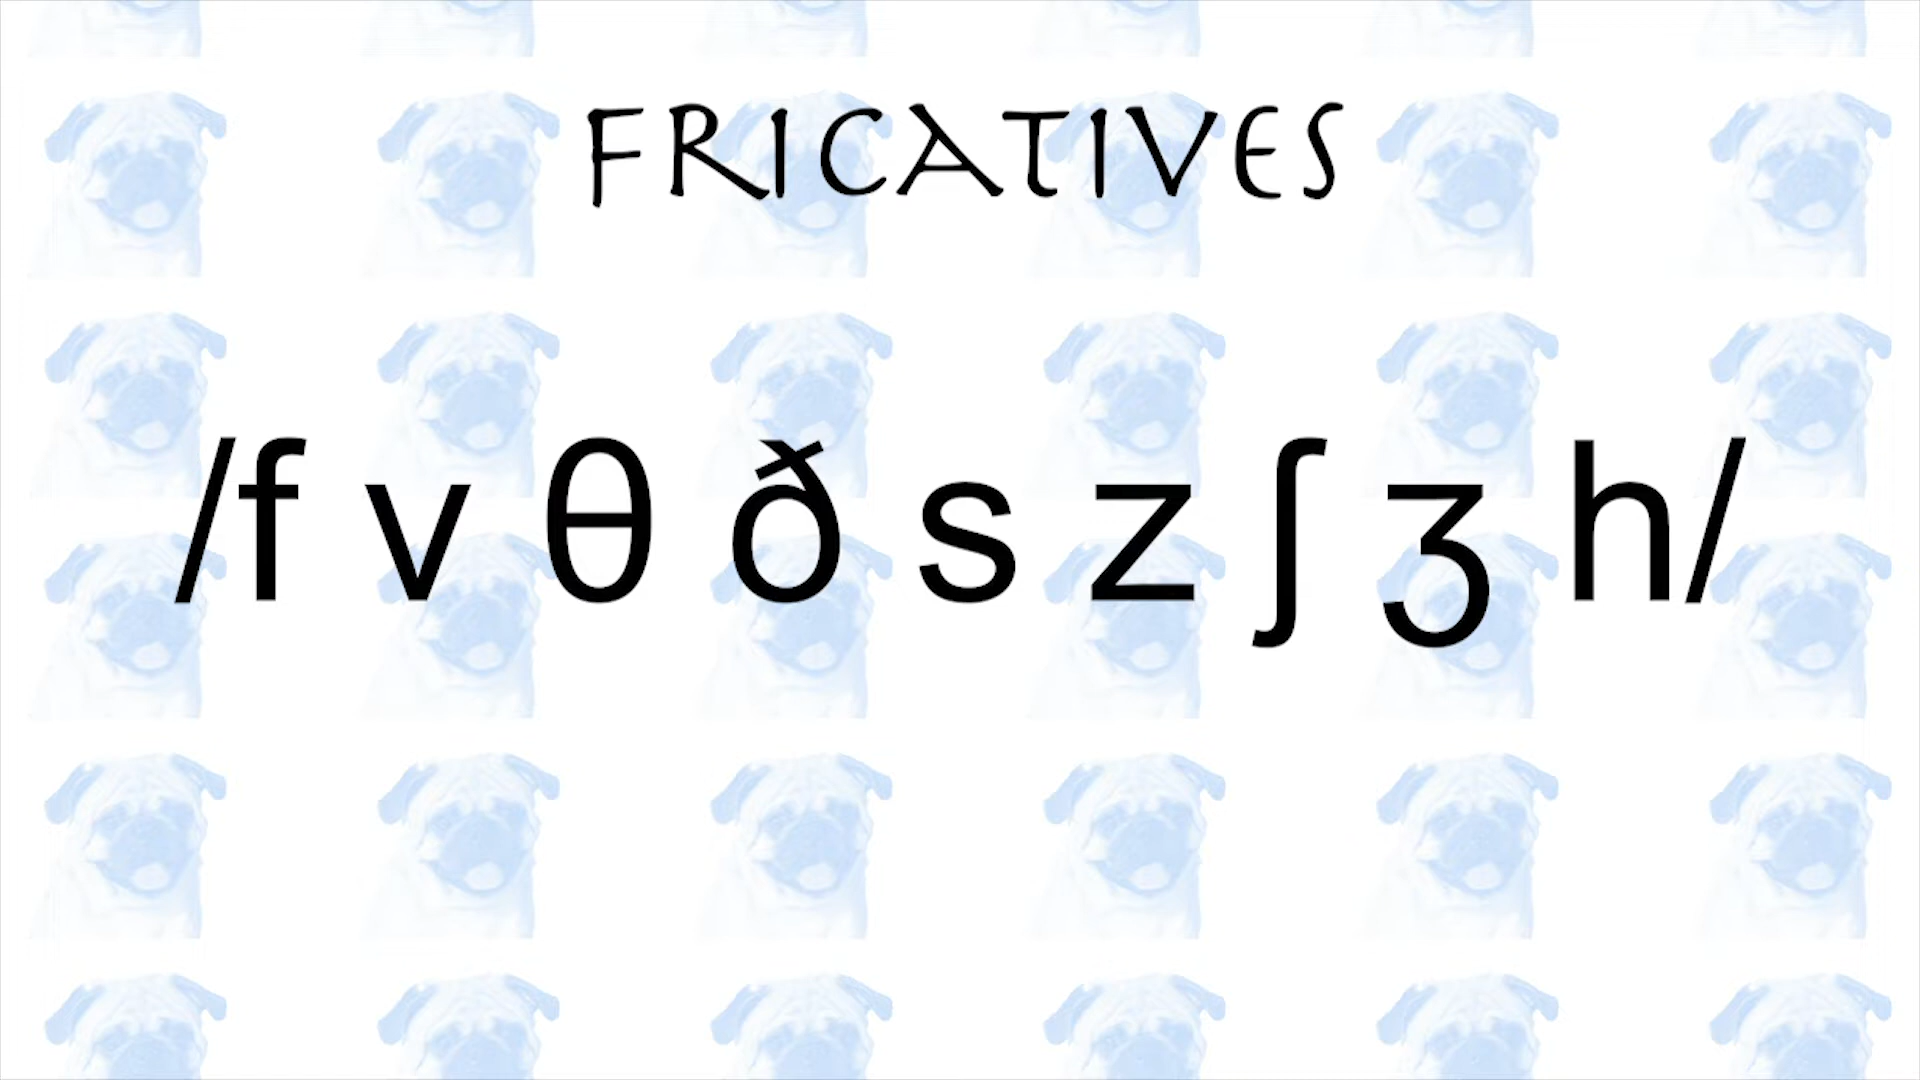 FRICATIVES
/f v θ ð s z ʃ ʒ h/